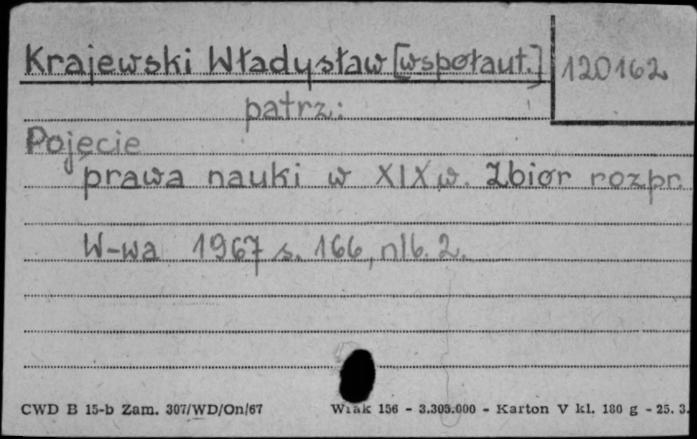 Krajewski Władysław [współaut.] 120162
patrz:
Pojęcie
prawa nauki w XIX w. Zbiór rozpr.
W-wa 1967 s. 166, nlb. 2.
CWD B 15-b Zam. 307/WD/On/67 156 - 3.305.000 - Karton V kl. 180 g - 25. 3.